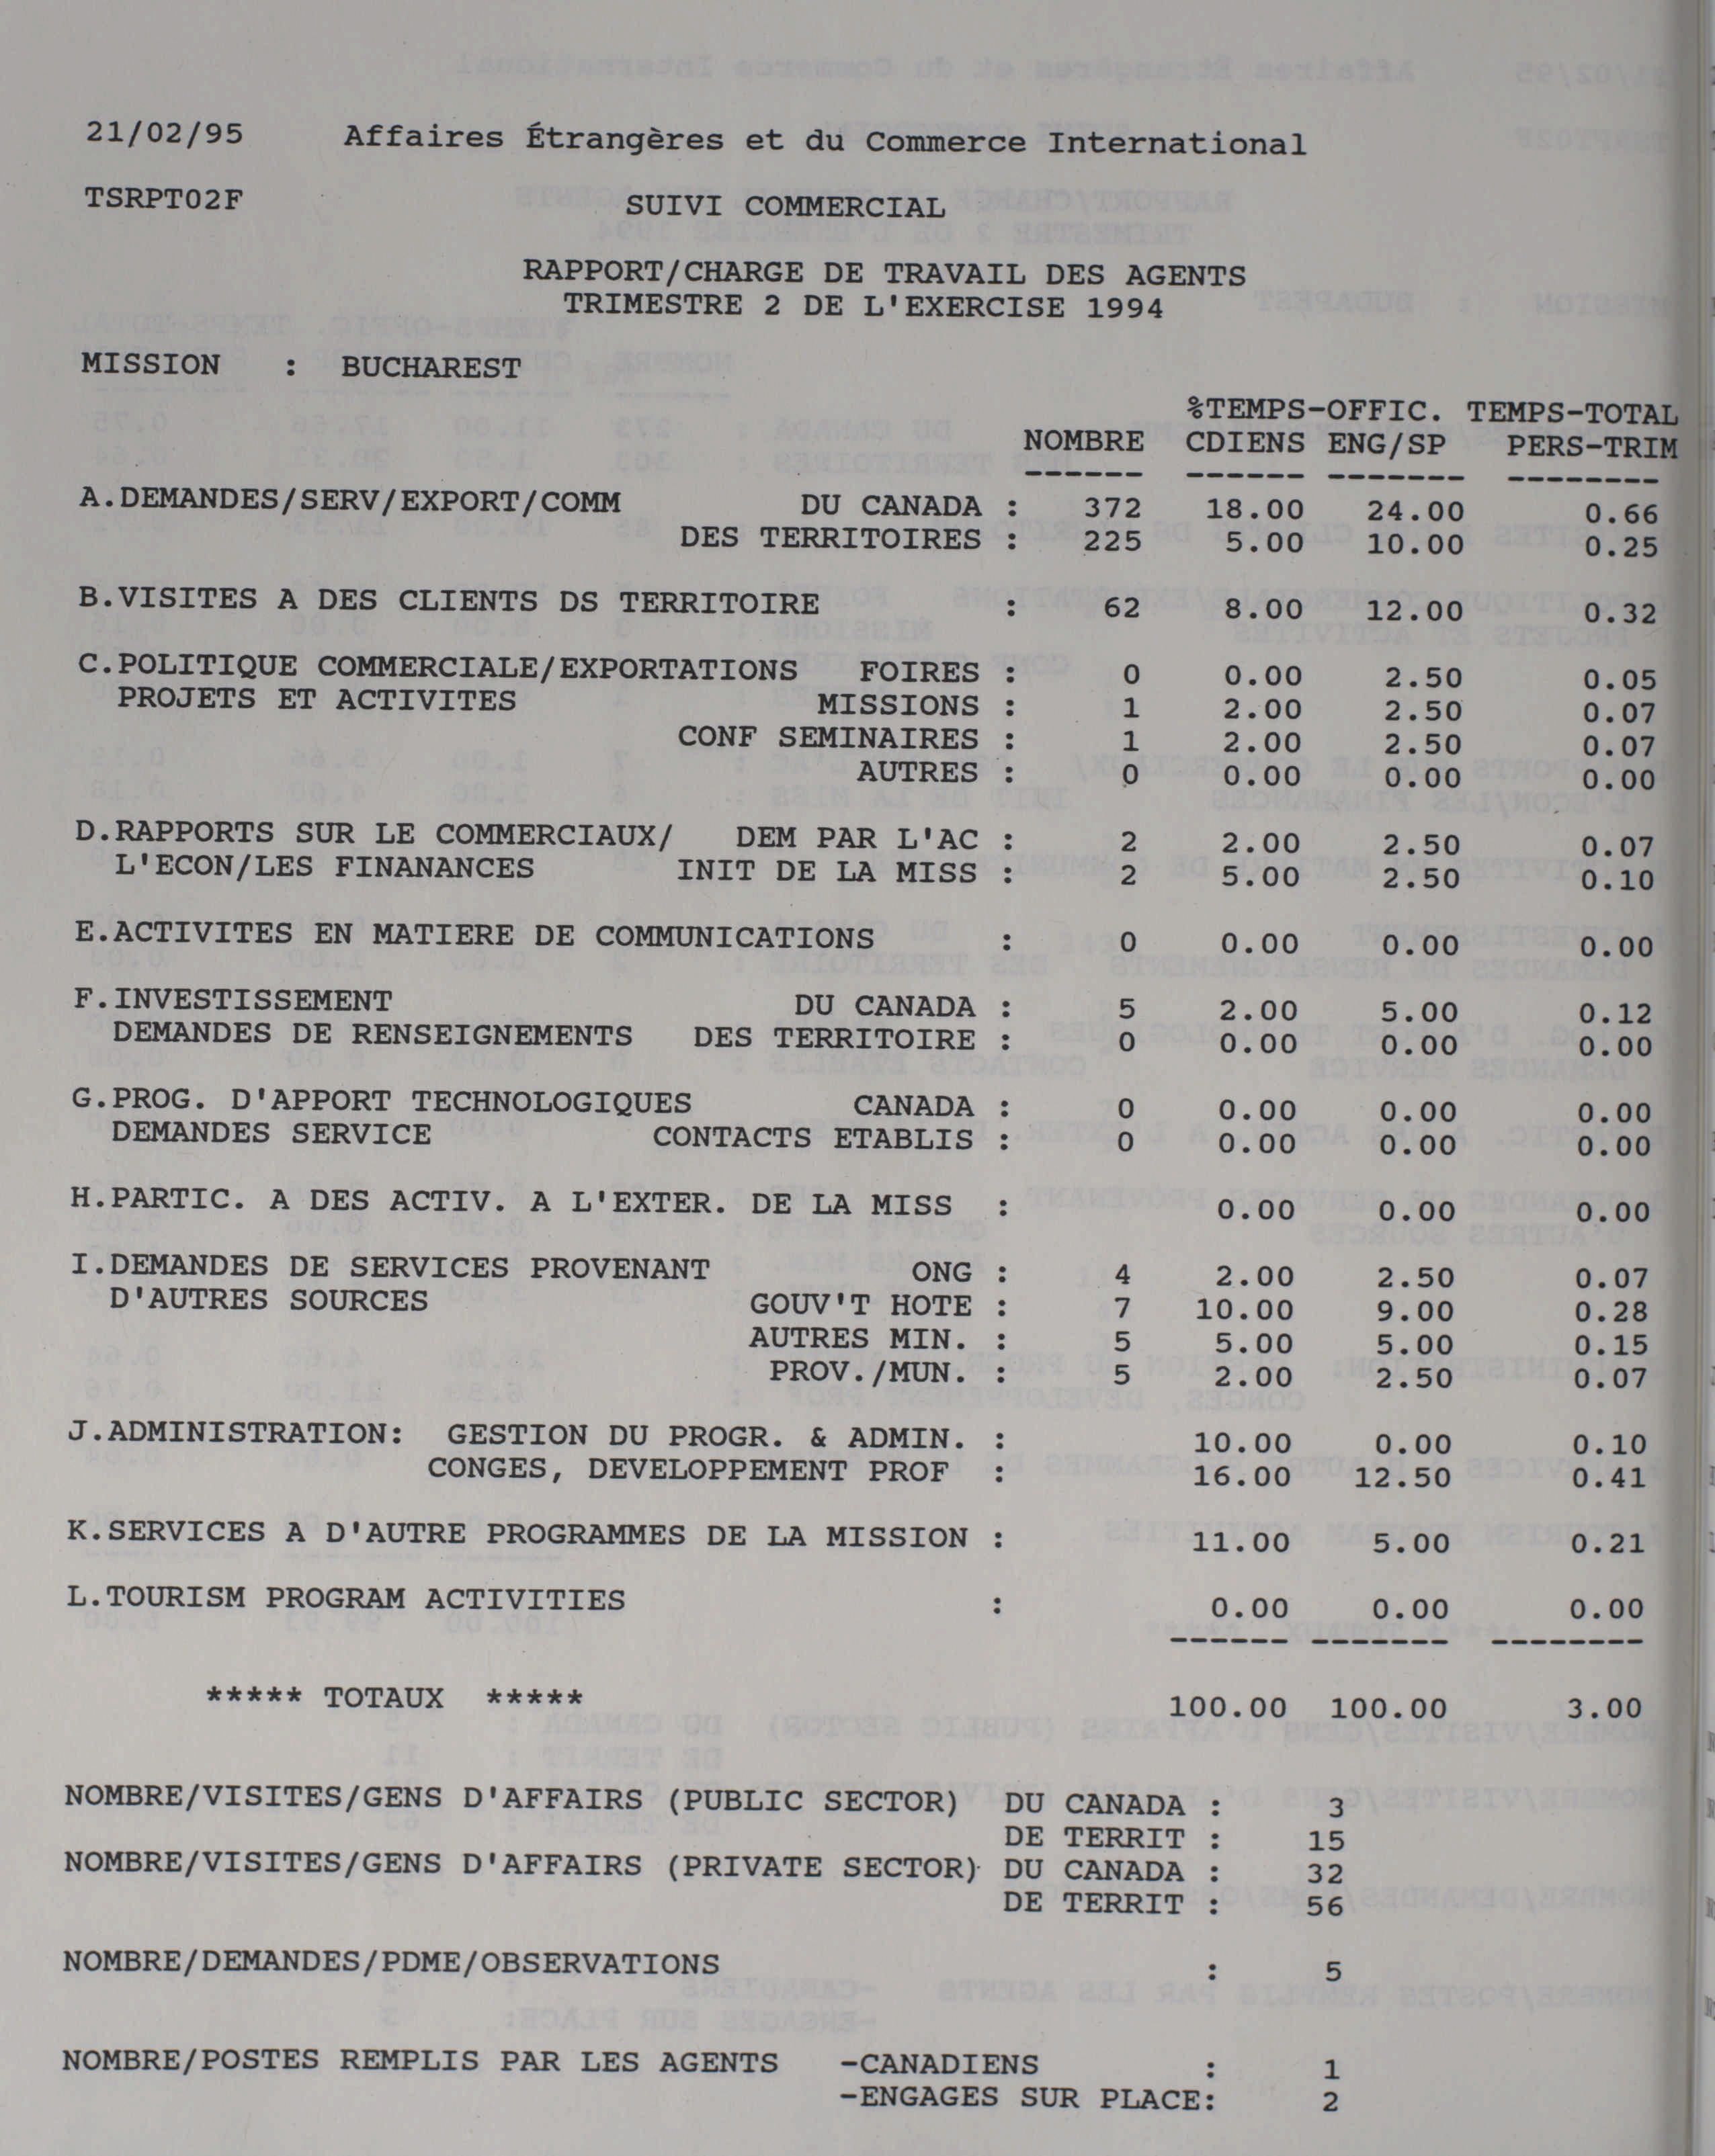 21/02/95 Affaires Étrangères et du Commerce International
TSRPT02F SUIVI COMMERCIAL
RAPPORT/CHARGE DE TRAVAIL DES AGENTS
TRIMESTRE 2 DE L'EXERCISE 1994
MISSION : BUCHAREST
%TEMPS-OFFIC. TEMPS-TOTAL
NOMBRE CDIENS ENG/SP PERS-TRIM
------ ------ ------- --------
A.DEMANDES/SERV/EXPORT/COMM DU CANADA : 372 18.00 24.00 0.66
DES TERRITOIRES : 225 5.00 10.00 0.25
B.VISITES A DES CLIENTS DS TERRITOIRE : 62 8.00 12.00 0.32
C.POLITIQUE COMMERCIALE/EXPORTATIONS FOIRES : 0 0.00 2.50 0.05
PROJETS ET ACTIVITES MISSIONS : 1 2.00 2.50 0.07
CONF SEMINAIRES : 1 2.00 2.50 0.07
AUTRES : 0 0.00 0.00 0.00
D.RAPPORTS SUR LE COMMERCIAUX/ DEM PAR L'AC : 2 2.00 2.50 0.07
L'ECON/LES FINANANCES INIT DE LA MISS : 2 5.00 2.50 0.10
E.ACTIVITES EN MATIERE DE COMMUNICATIONS : 0 0.00 0.00 0.00
F.INVESTISSEMENT DU CANADA : 5 2.00 5.00 0.12
DEMANDES DE RENSEIGNEMENTS DES TERRITOIRE : 0 0.00 0.00 0.00
G.PROG. D'APPORT TECHNOLOGIQUES CANADA : 0 0.00 0.00 0.00
DEMANDES SERVICE CONTACTS ETABLIS : 0 0.00 0.00 0.00
H.PARTIC. A DES ACTIV. A L'EXTER. DE LA MISS : 0.00 0.00 0.00
I.DEMANDES DE SERVICES PROVENANT ONG : 4 2.00 2.50 0.07
D'AUTRES SOURCES GOUV'T HOTE : 7 10.00 9.00 0.28
AUTRES MIN. : 5 5.00 5.00 0.15
PROV./MUN. : 5 2.00 2.50 0.07
J.ADMINISTRATION: GESTION DU PROGR. & ADMIN. : 10.00 0.00 0.10
CONGES, DEVELOPPEMENT PROF : 16.00 12.50 0.41
K.SERVICES A D'AUTRE PROGRAMMES DE LA MISSION : 11.00 5.00 0.21
L.TOURISM PROGRAM ACTIVITIES : 0.00 0.00 0.00
------ ------- --------
***** TOTAUX ***** 100.00 100.00 3.00
NOMBRE/VISITES/GENS D'AFFAIRS (PUBLIC SECTOR) DU CANADA : 3
DE TERRIT : 15
NOMBRE/VISITES/GENS D'AFFAIRS (PRIVATE SECTOR) DU CANADA : 32
DE TERRIT : 56
NOMBRE/DEMANDES/PDME/OBSERVATIONS : 5
NOMBRE/POSTES REMPLIS PAR LES AGENTS -CANADIENS : 1
-ENGAGES SUR PLACE: 2